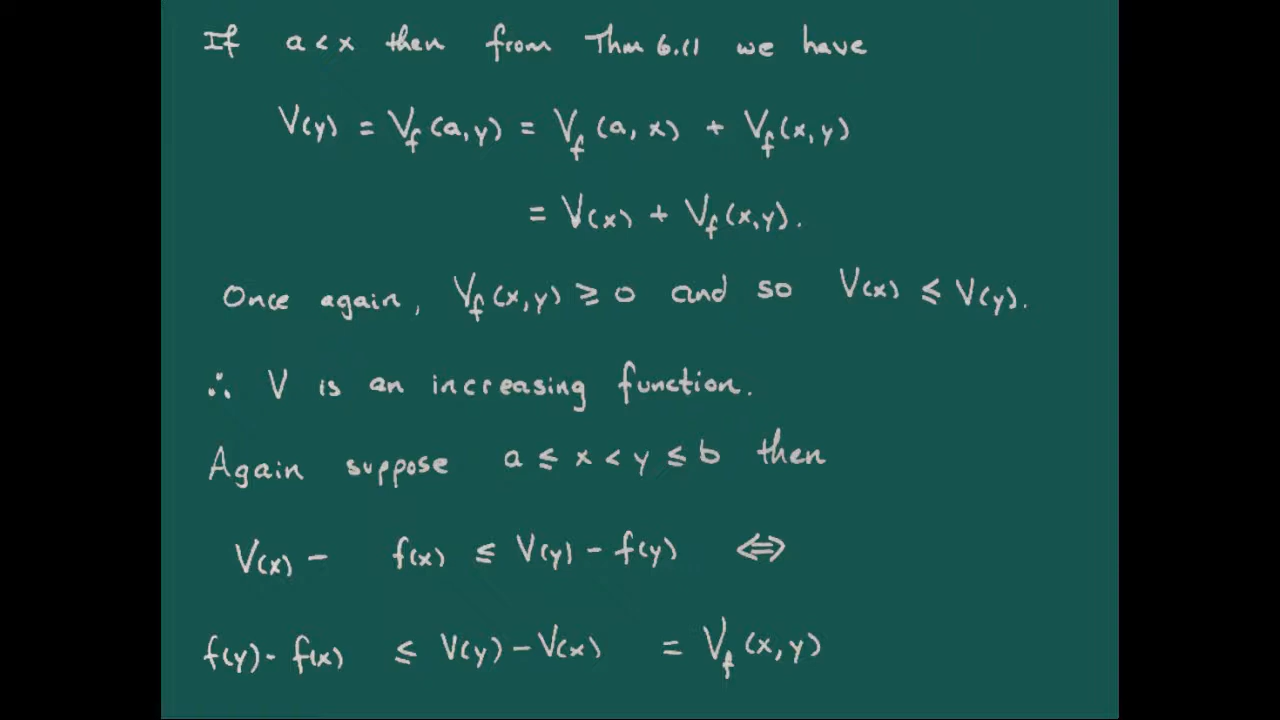 If a < x then from Thm 6.11 we have
V(y) = V_f(a,y) = V_f(a,x) + V_f(x,y)
= V(x) + V_f(x,y).
Once again, V_f(x,y) ≥ 0 and so V(x) ≤ V(y).
∴ V is an increasing function.
Again suppose a ≤ x < y ≤ b then
V(x) - f(x) ≤ V(y) - f(y) ⇔
f(y) - f(x) ≤ V(y) - V(x) = V_f(x,y)